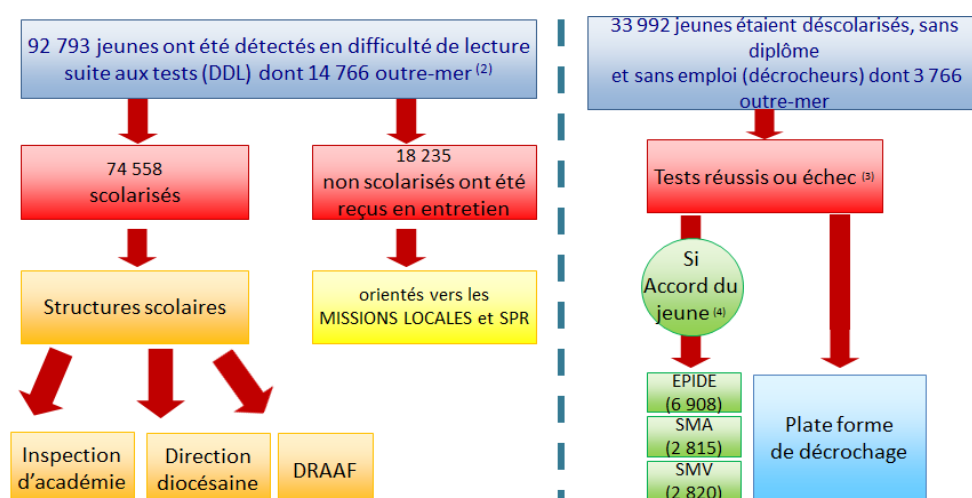 92 793 jeunes ont été détectés en difficulté de lecture
suite aux tests (DDL) dont 14 766 outre-mer (2)
74 558
scolarisés
18 235
non scolarisés ont été
reçus en entretien
Structures scolaires
orientés vers les
MISSIONS LOCALES et SPR
Inspection
d'académie
Direction
diocésaine
DRAAF
33 992 jeunes étaient déscolarisés, sans
diplôme
et sans emploi (décrocheurs) dont 3 766
outre-mer
Tests réussis ou échec (3)
Si
Accord du
jeune (4)
EPIDE
(6 908)
SMA
(2 815)
SMV
(2 820)
Plate forme
de décrochage